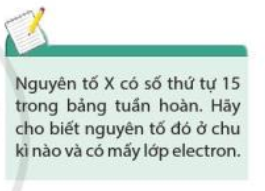 Nguyên tố X có số thứ tự 15
trong bảng tuần hoàn. Hãy
cho biết nguyên tố đó ở chu
kì nào và có mấy lớp electron.